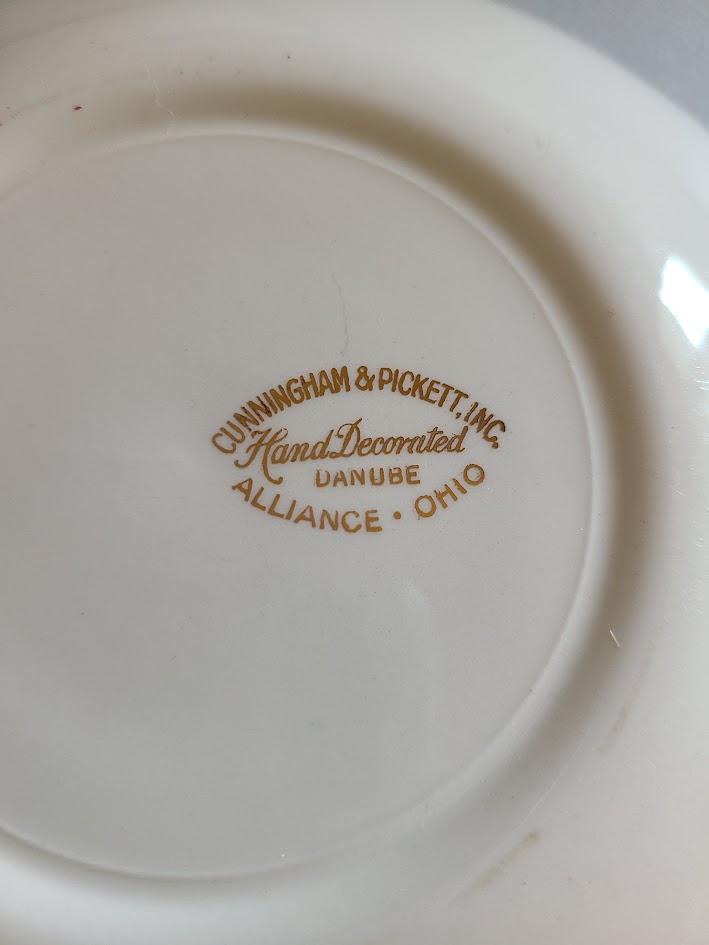 CUNNINGHAM & PICKETT, INC.
Hand Decorated
DANUBE
ALLIANCE • OHIO